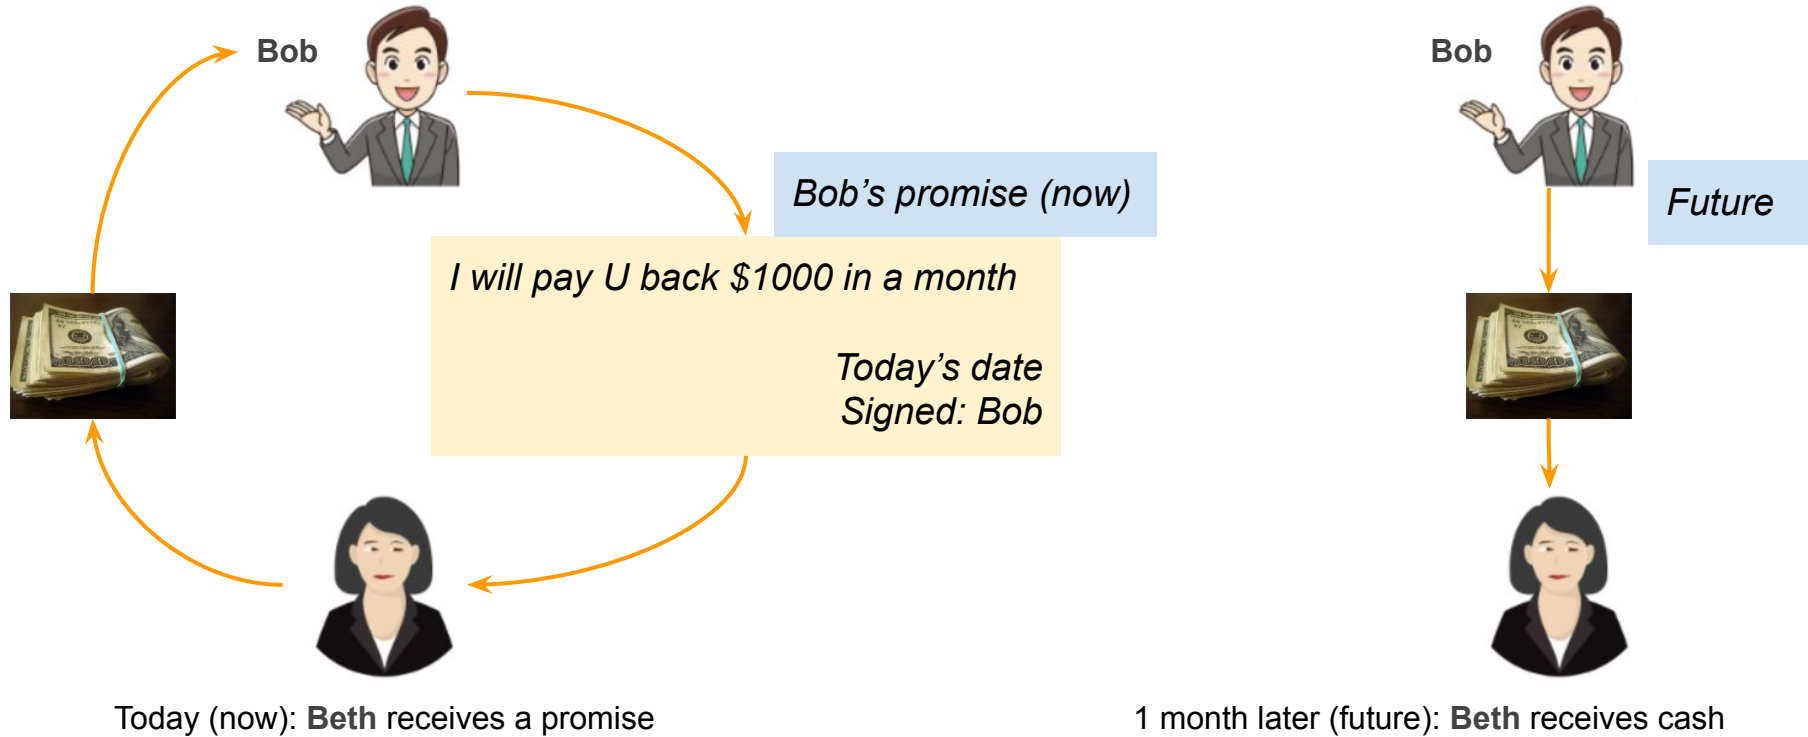 Bob
Bob's promise (now)
I will pay U back $1000 in a month
Today's date
Signed: Bob
Today (now): Beth receives a promise
Bob
Future
1 month later (future): Beth receives cash